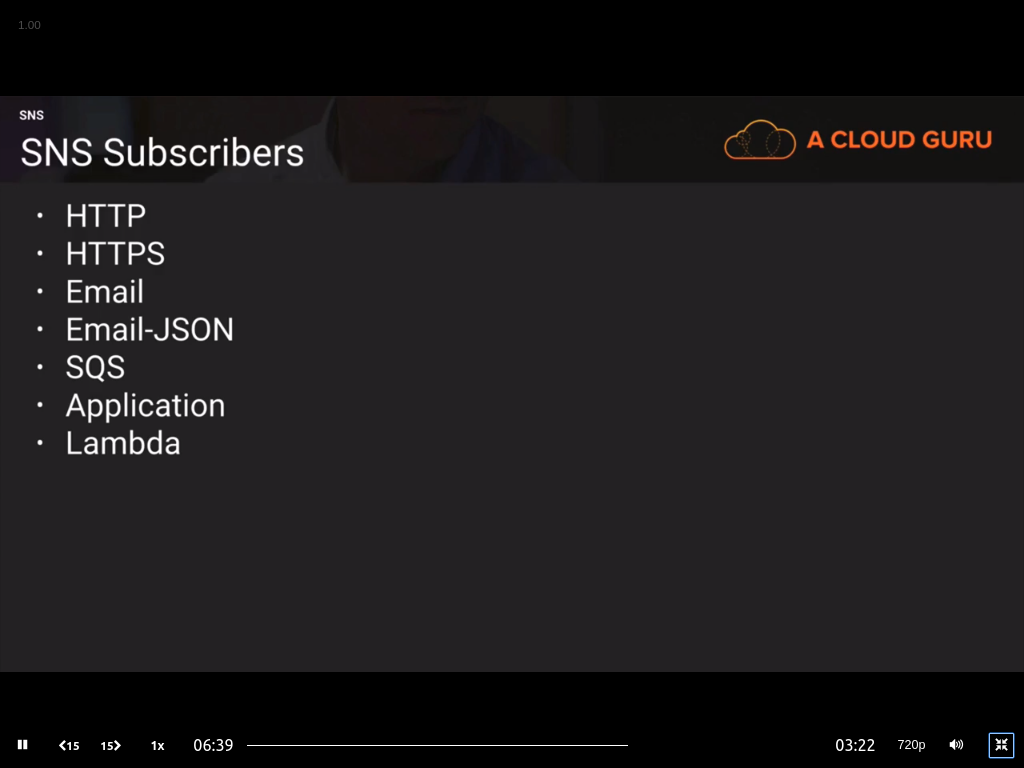 1.00
SNS
SNS Subscribers
A CLOUD GURU
• HTTP
• HTTPS
• Email
• Email-JSON
• SQS
• Application
• Lambda
15 15 1x 06:39 03:22 720p